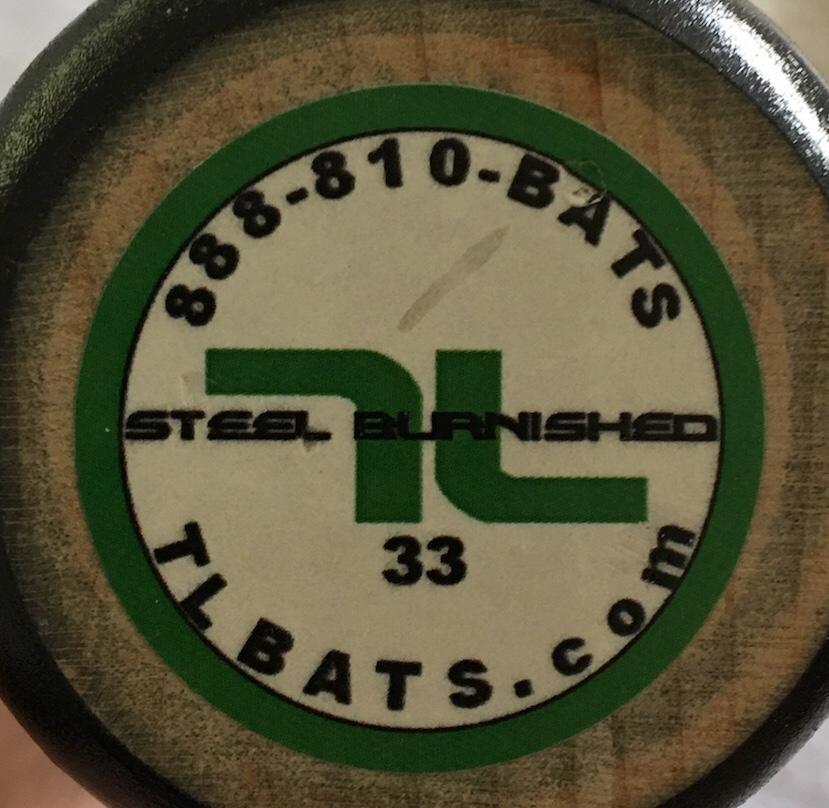 888-810-BATS
TL
STEEL BURNISHED
33
TLBATS.com